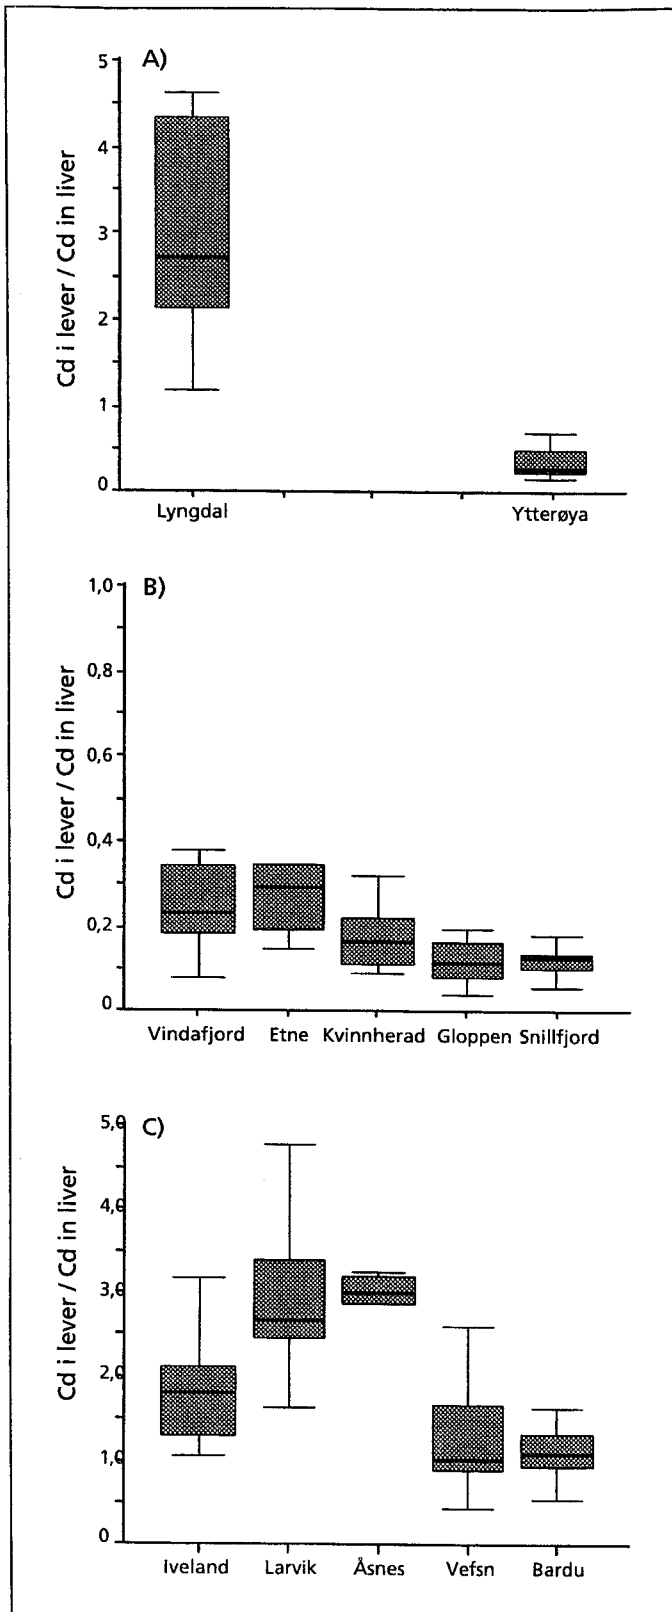 A)
Cd i lever / Cd in liver
5
4
3
2
1
0
Lyngdal Ytterøya
B)
Cd i lever / Cd in liver
1,0
0,8
0,6
0,4
0,2
0
Vindafjord Etne Kvinnherad Gloppen Snillfjord
C)
Cd i lever / Cd in liver
5,0
4,0
3,0
2,0
1,0
0
Iveland Larvik Åsnes Vefsn Bardu